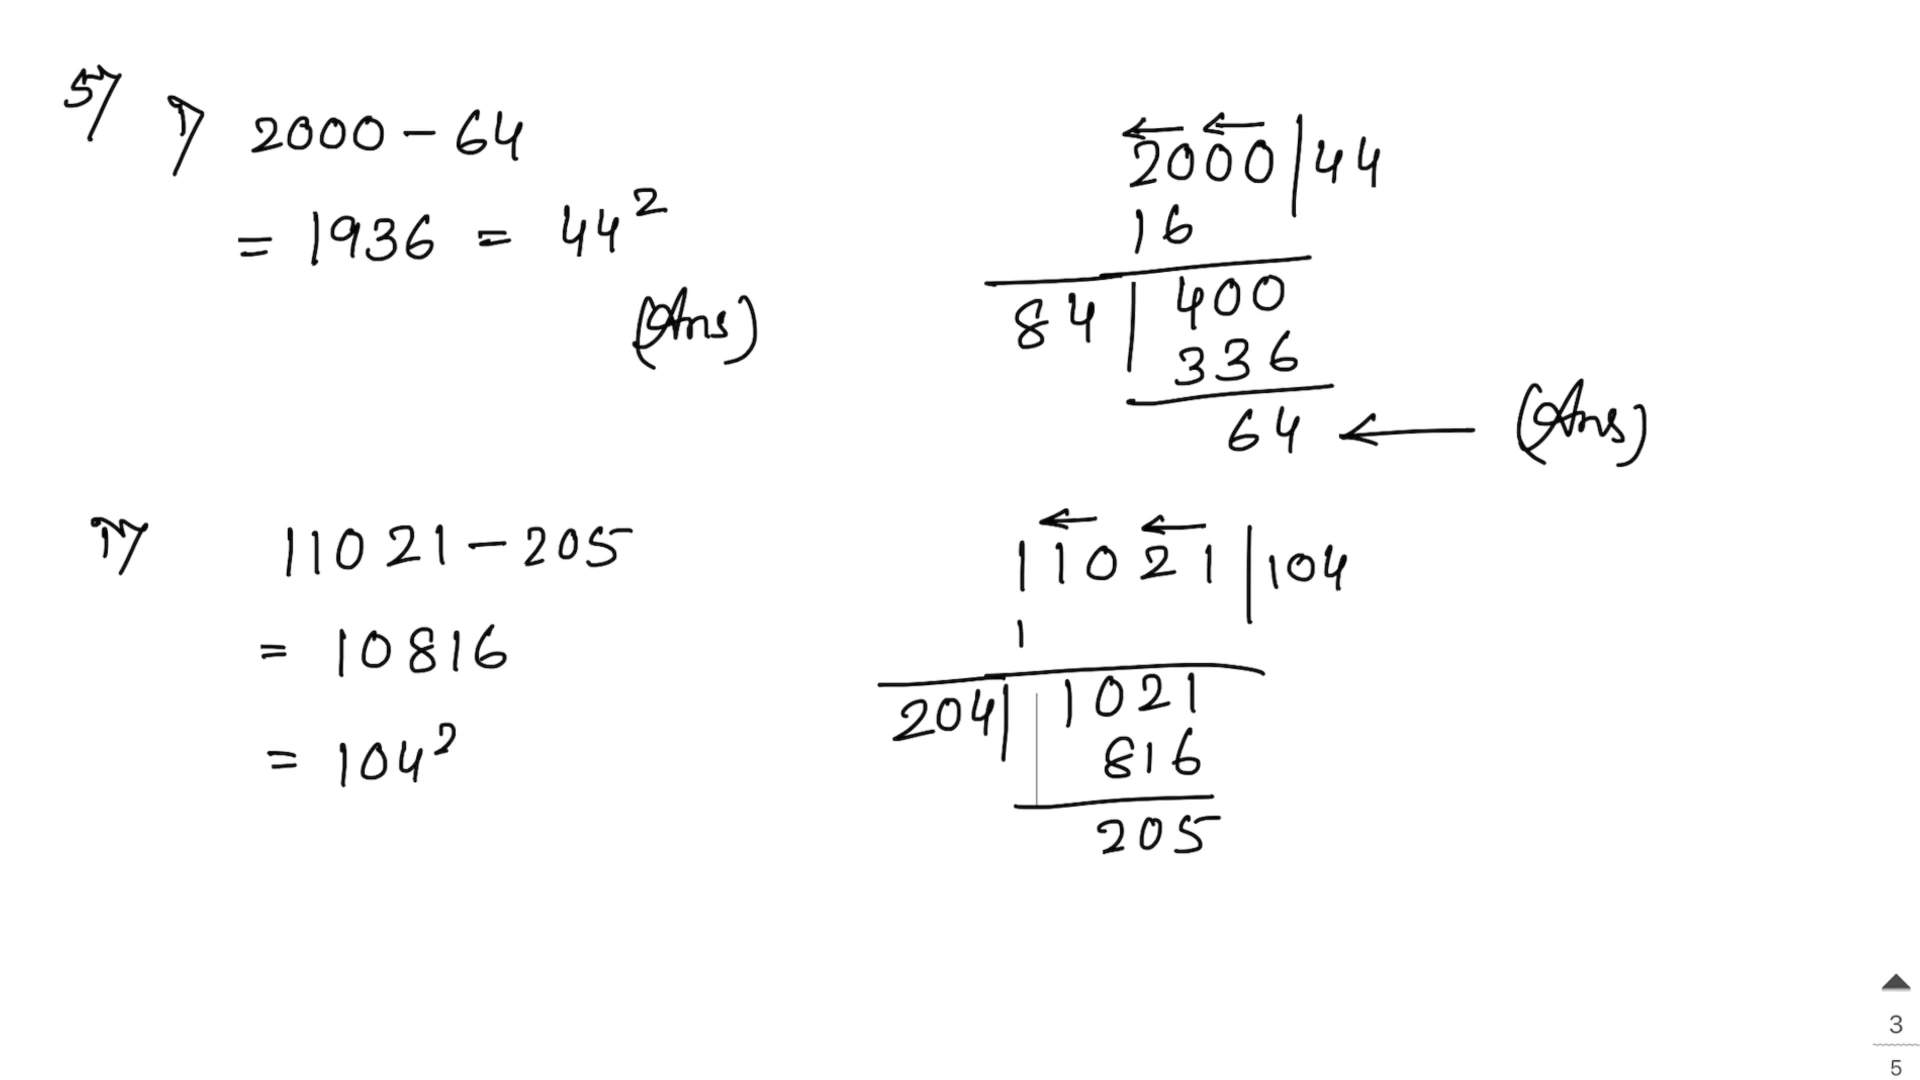 5) i) 2000 - 64
= 1936 = 44²
(Ans)
2000 | 44
16
84 | 400
336
64 ← (Ans)
ii) 11021 - 205
= 10816
= 104²
11021 | 104
1
204 | 1021
816
205
3
5